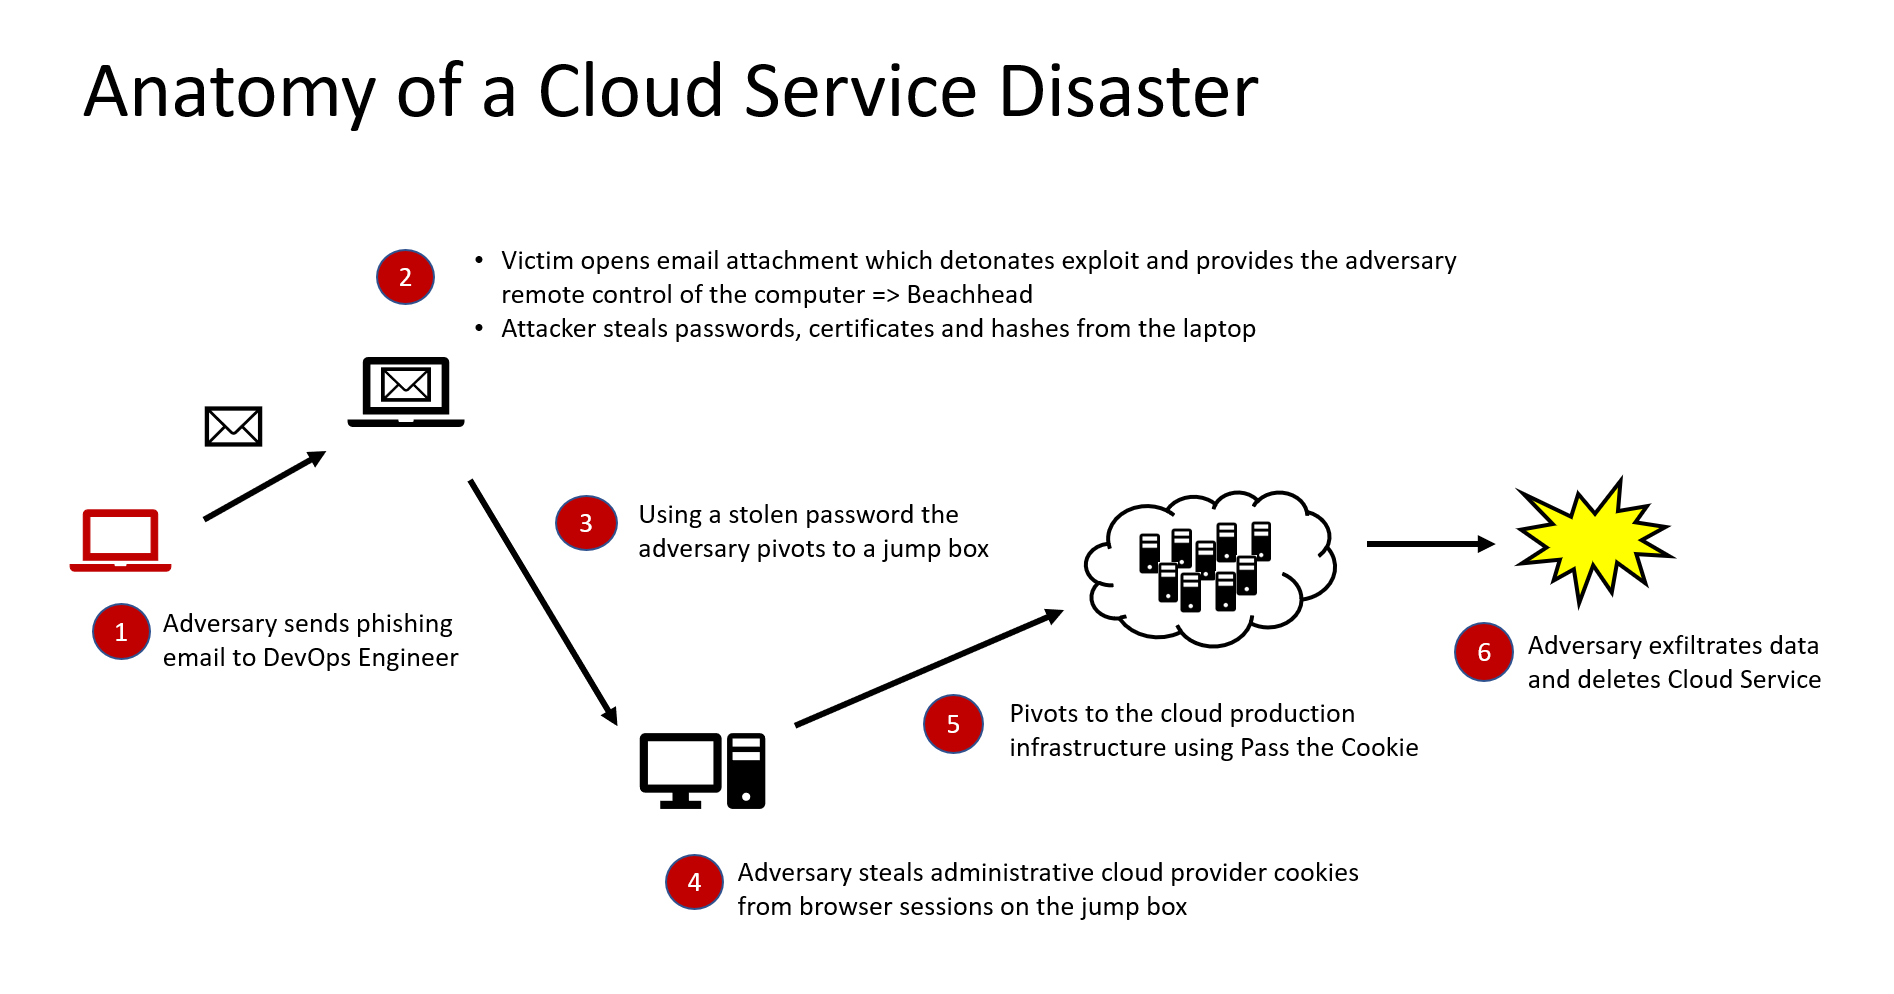 Anatomy of a Cloud Service Disaster
2
• Victim opens email attachment which detonates exploit and provides the adversary
remote control of the computer => Beachhead
• Attacker steals passwords, certificates and hashes from the laptop
3
Using a stolen password the
adversary pivots to a jump box
1
Adversary sends phishing
email to DevOps Engineer
6
Adversary exfiltrates data
and deletes Cloud Service
5
Pivots to the cloud production
infrastructure using Pass the Cookie
4
Adversary steals administrative cloud provider cookies
from browser sessions on the jump box